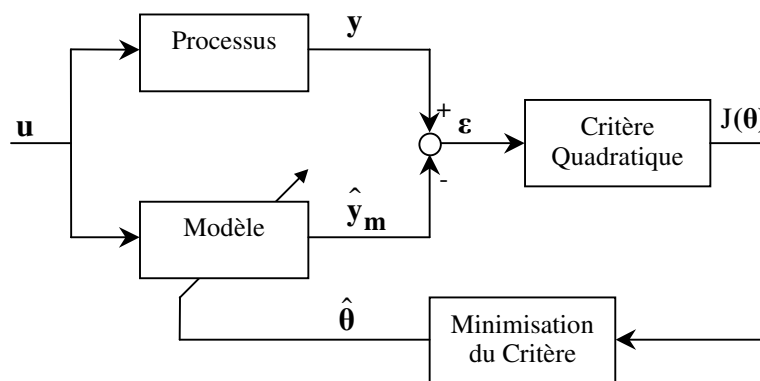 Processus
y
u
+
ε
Critère
Quadratique
J(θ)
-
Modèle
ŷm
θ̂
Minimisation
du Critère